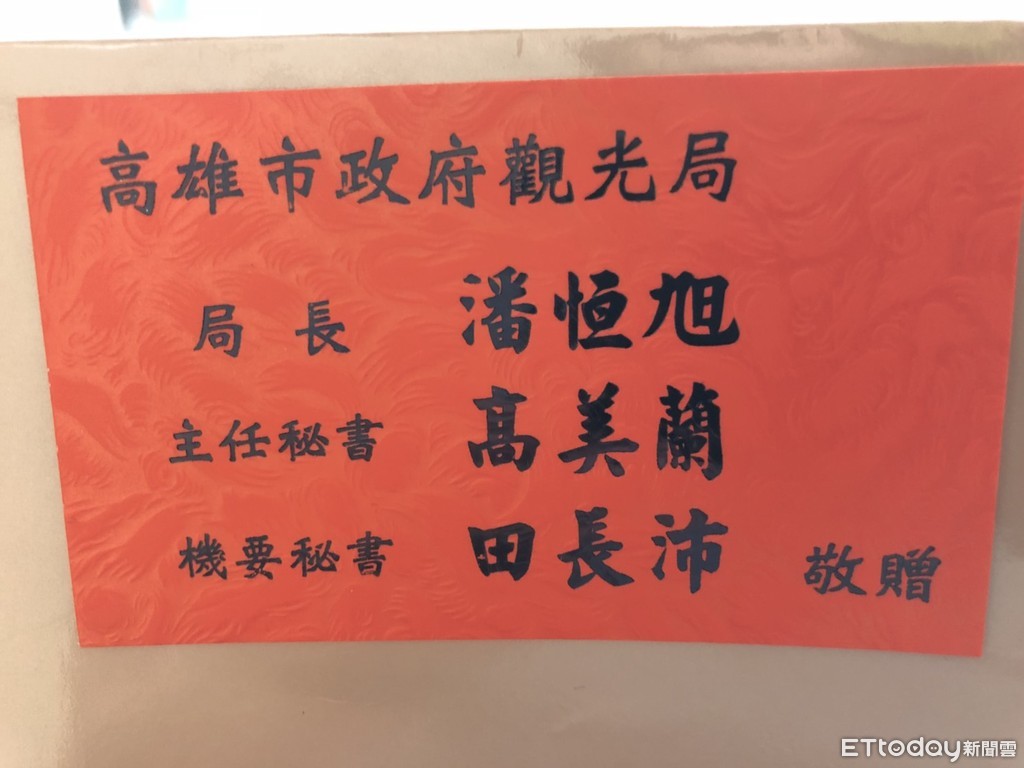 高雄市政府觀光局
局長 潘恒旭
主任秘書 高美蘭
機要秘書 田長沛 敬贈
ETtoday新聞雲